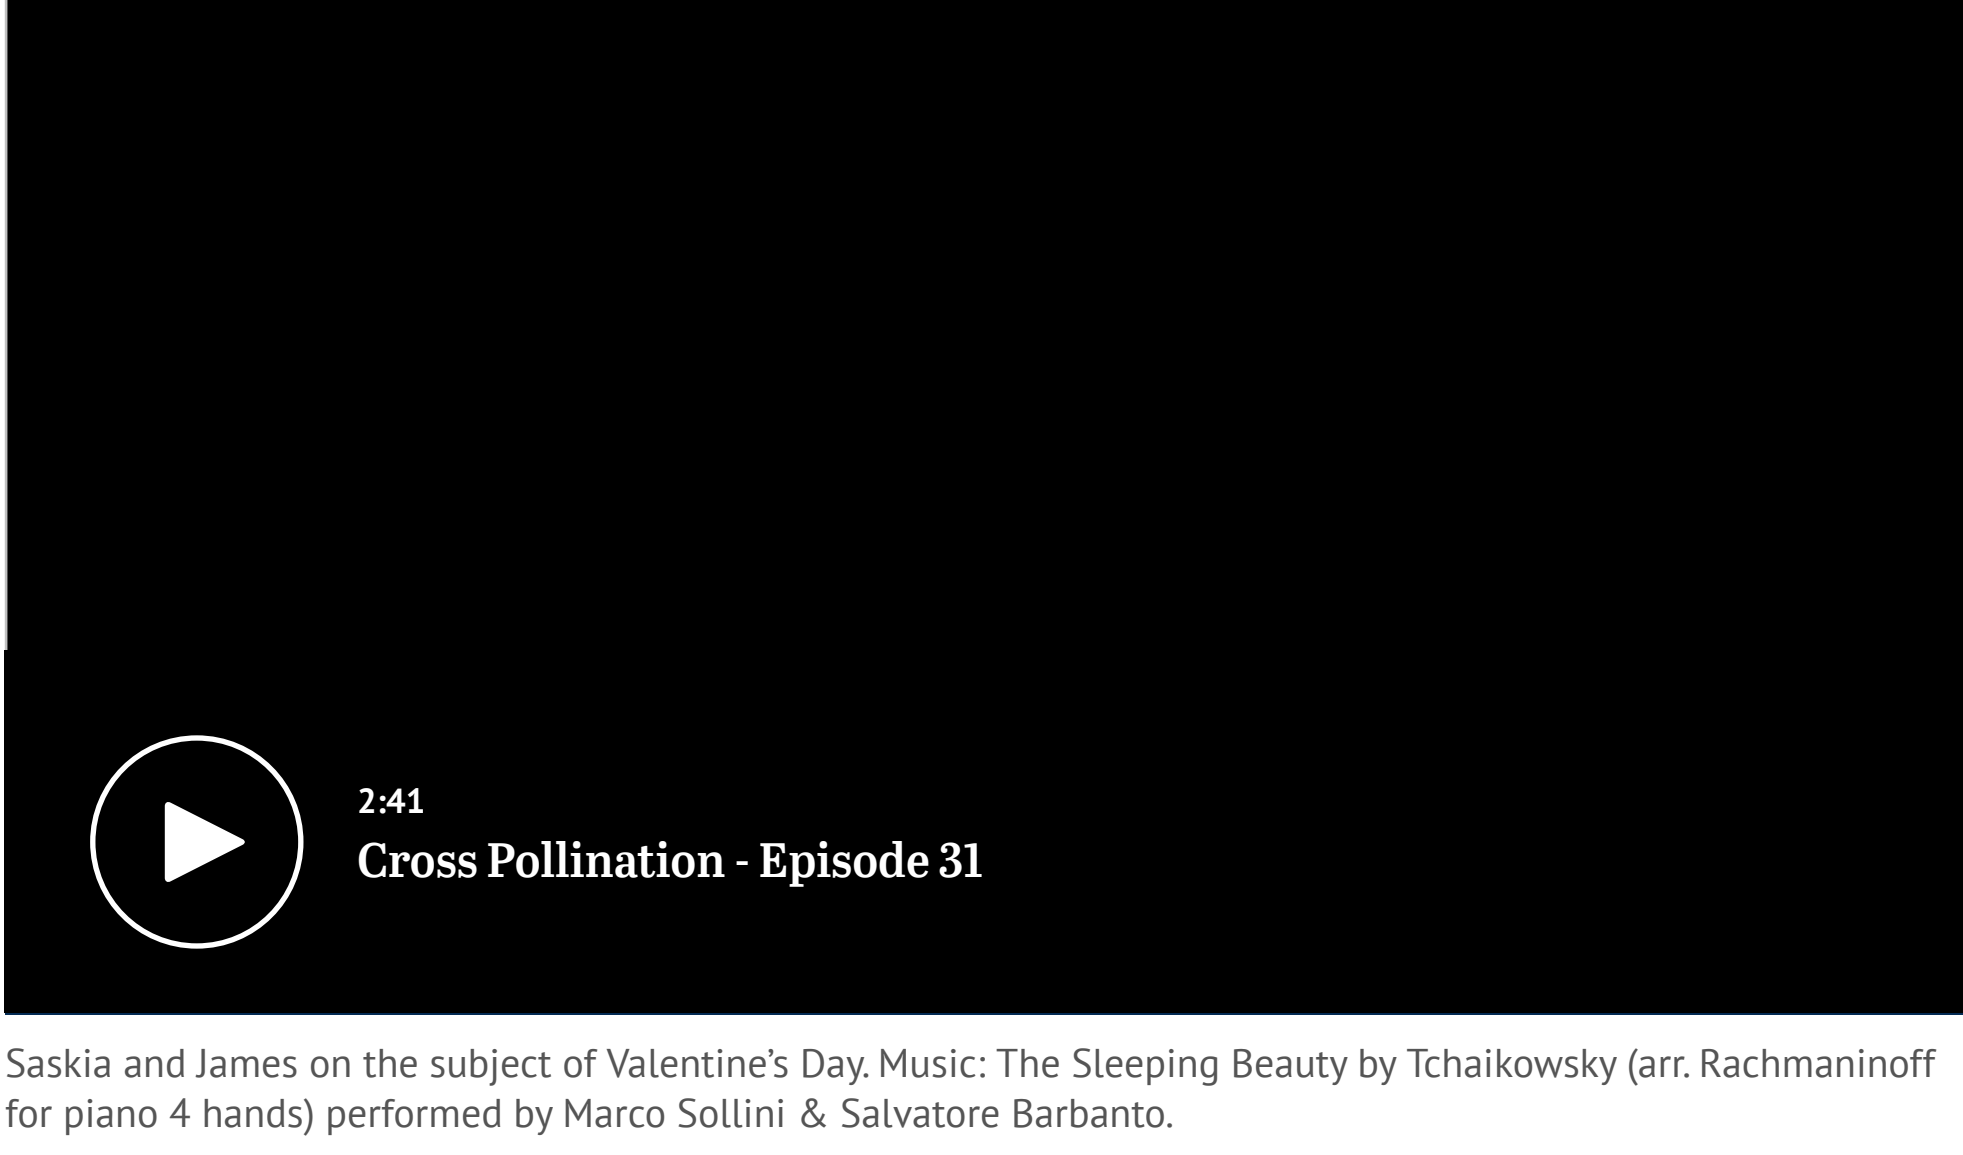 2:41
Cross Pollination - Episode 31
Saskia and James on the subject of Valentine’s Day. Music: The Sleeping Beauty by Tchaikowsky (arr. Rachmaninoff
for piano 4 hands) performed by Marco Sollini & Salvatore Barbanto.